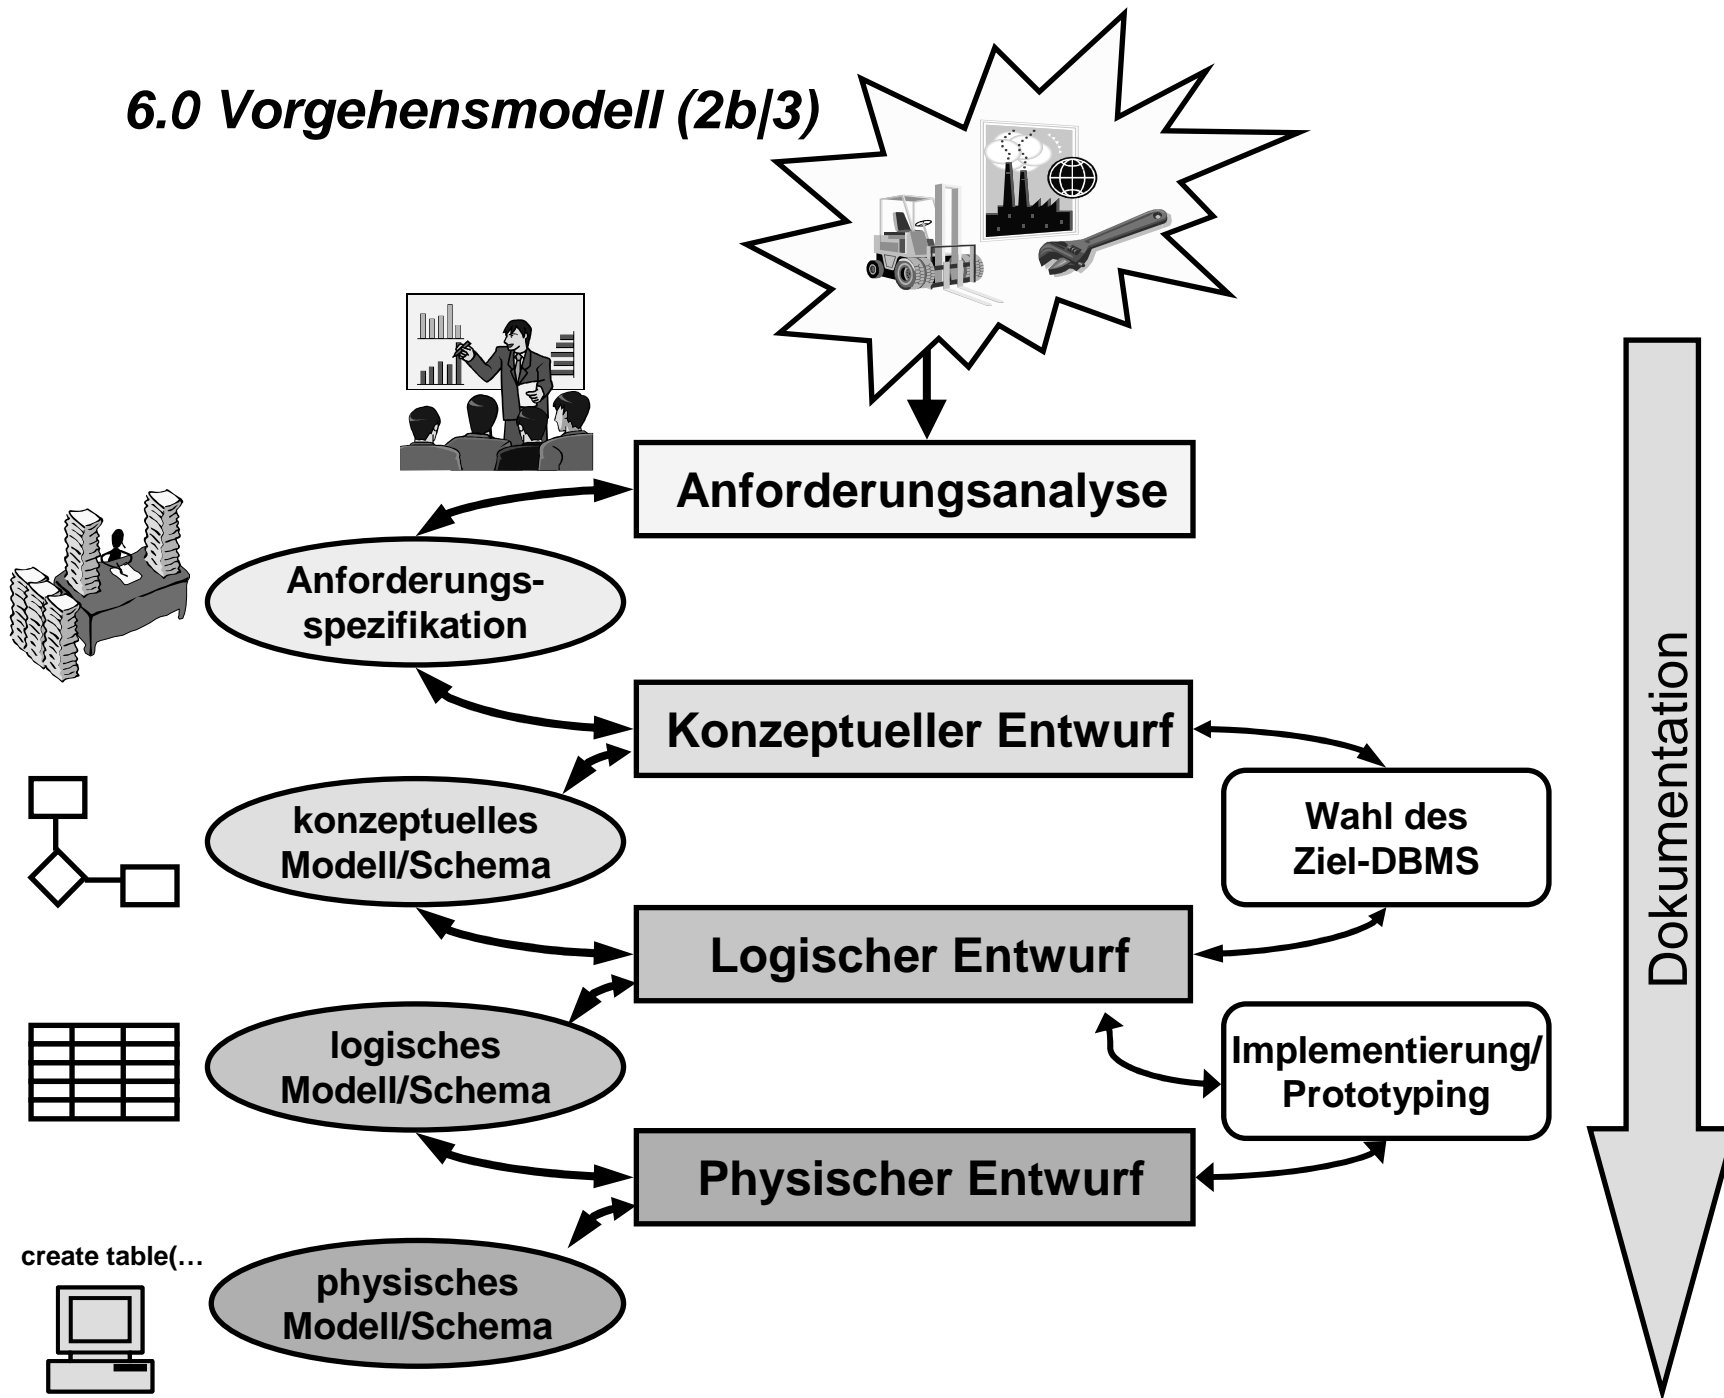 6.0 Vorgehensmodell (2b|3)
Anforderungsanalyse
Anforderungs-
spezifikation
Konzeptueller Entwurf
konzeptuelles
Modell/Schema
Wahl des
Ziel-DBMS
Logischer Entwurf
logisches
Modell/Schema
Implementierung/
Prototyping
Physischer Entwurf
create table(…
physisches
Modell/Schema
Dokumentation